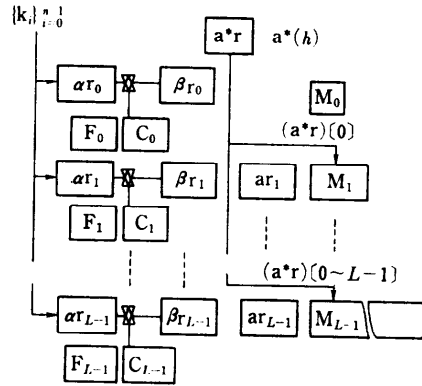 {k_i}_{i=0}^{n-1} a*r a*(h)
αr_0 βr_0 M_0
F_0 C_0 (a*r)[0]
αr_1 βr_1 ar_1 M_1
F_1 C_1
(a*r)[0~L-1]
αr_{L-1} βr_{L-1} ar_{L-1} M_{L-1}
F_{L-1} C_{L-1}